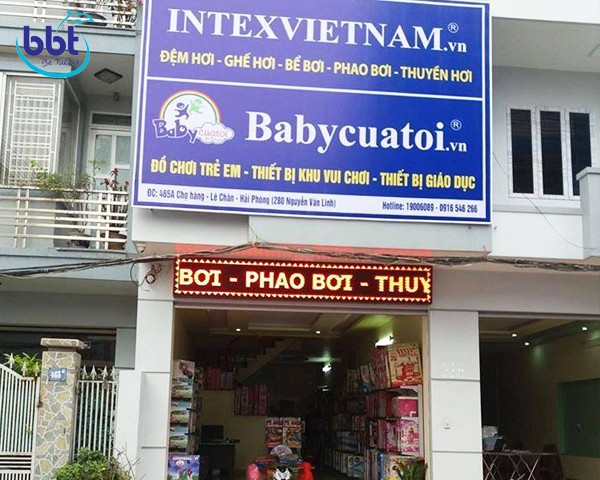 bbt
INTEXVIETNAM.vn®
ĐỆM HƠI - GHẾ HƠI - BỂ BƠI - PHAO BƠI - THUYỀN HƠI
Babycuatoi
Babycuatoi.vn®
ĐỒ CHƠI TRẺ EM - THIẾT BỊ KHU VUI CHƠI - THIẾT BỊ GIÁO DỤC
ĐC: 465A Chợ hàng - Lê Chân - Hải Phòng (280 Nguyễn Văn Linh) Hotline: 19006089 - 0916 546 266
BƠI - PHAO BƠI - THUY